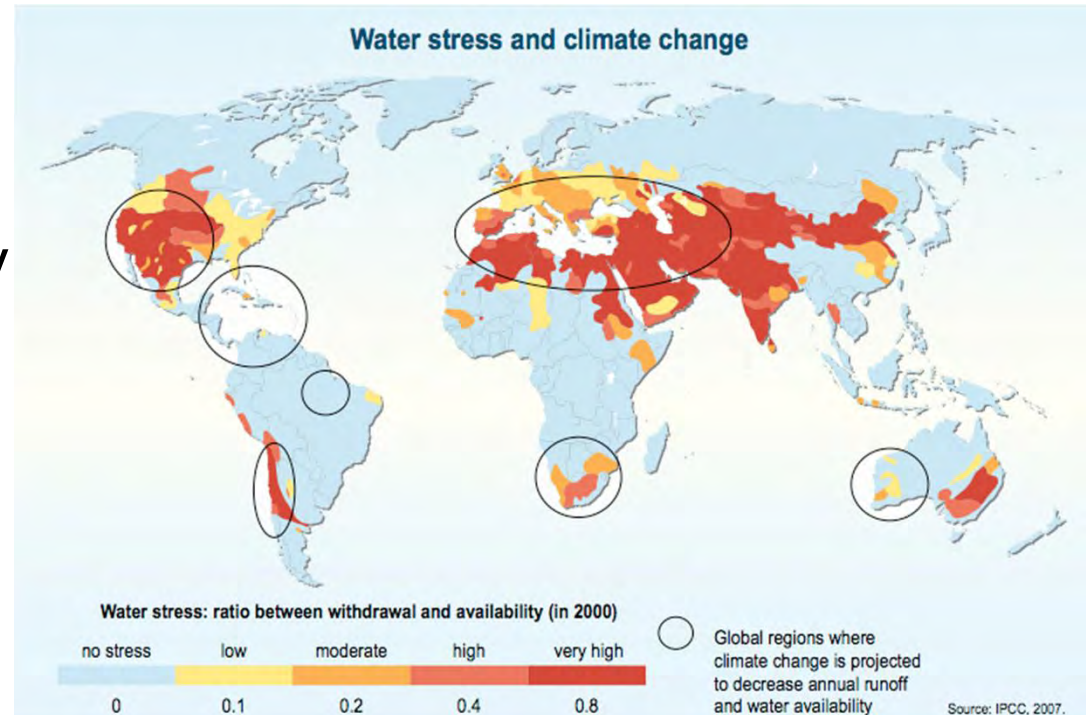 Water stress and climate change
y
Water stress: ratio between withdrawal and availability (in 2000)
no stress low moderate high very high
0 0.1 0.2 0.4 0.8
Global regions where
climate change is projected
to decrease annual runoff
and water availability
Source: IPCC, 2007.